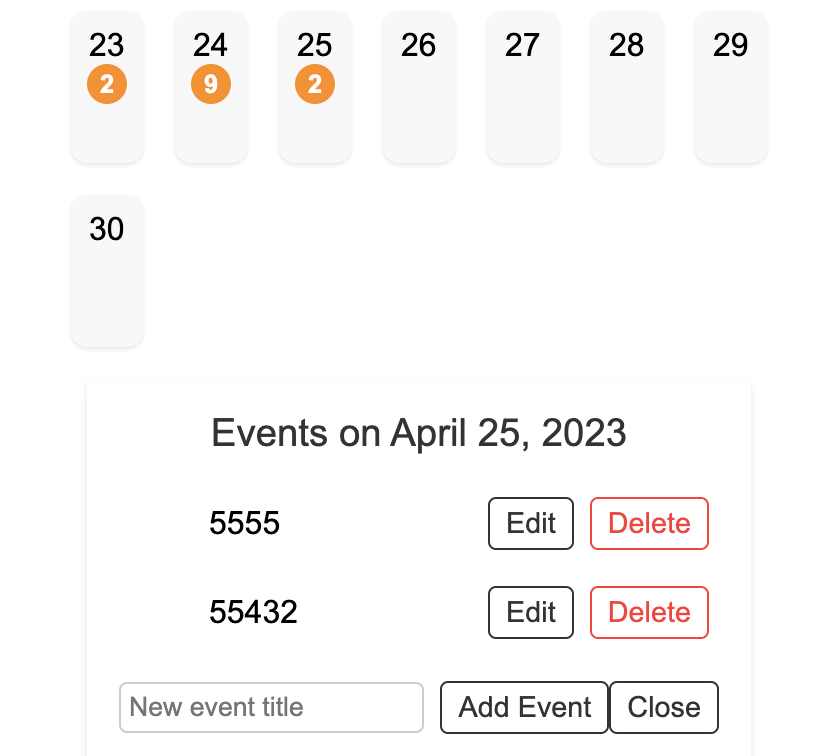 23 24 25 26 27 28 29
2 9 2
30
Events on April 25, 2023
5555 Edit Delete
55432 Edit Delete
New event title Add Event Close